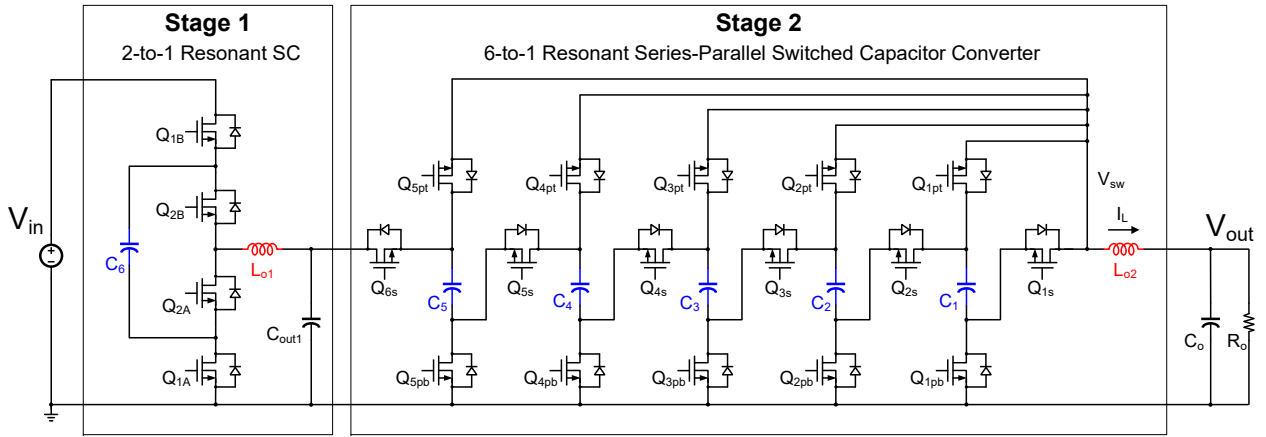 Stage 1
2-to-1 Resonant SC
Stage 2
6-to-1 Resonant Series-Parallel Switched Capacitor Converter
Q1B
Q2B
Q2A
Q1A
Vin
+
-
C6
Lo1
Cout1
Q5pt
Q4pt
Q3pt
Q2pt
Q1pt
Q6s
Q5s
Q4s
Q3s
Q2s
Q1s
C5
C4
C3
C2
C1
Q5pb
Q4pb
Q3pb
Q2pb
Q1pb
Vsw
IL
Lo2
Vout
Co
Ro